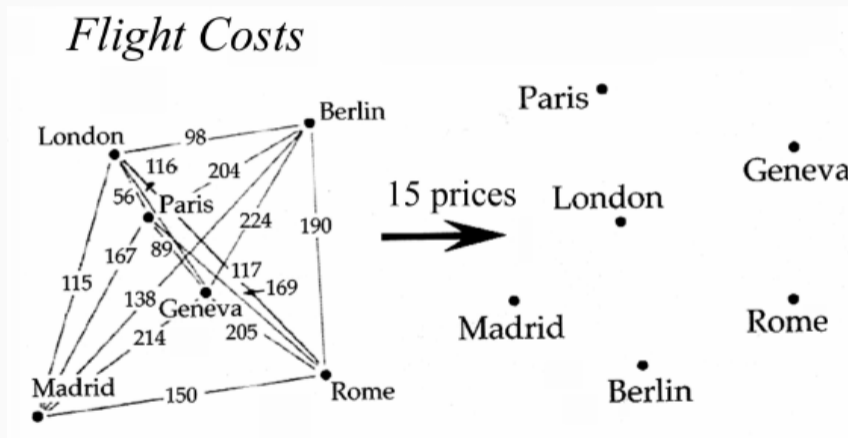 Flight Costs
Berlin
London
98
116
204
56
Paris
224
190
167
89
117
115
169
138
Geneva
214
205
Madrid
150
Rome
15 prices
Paris
Geneva
London
Madrid
Rome
Berlin